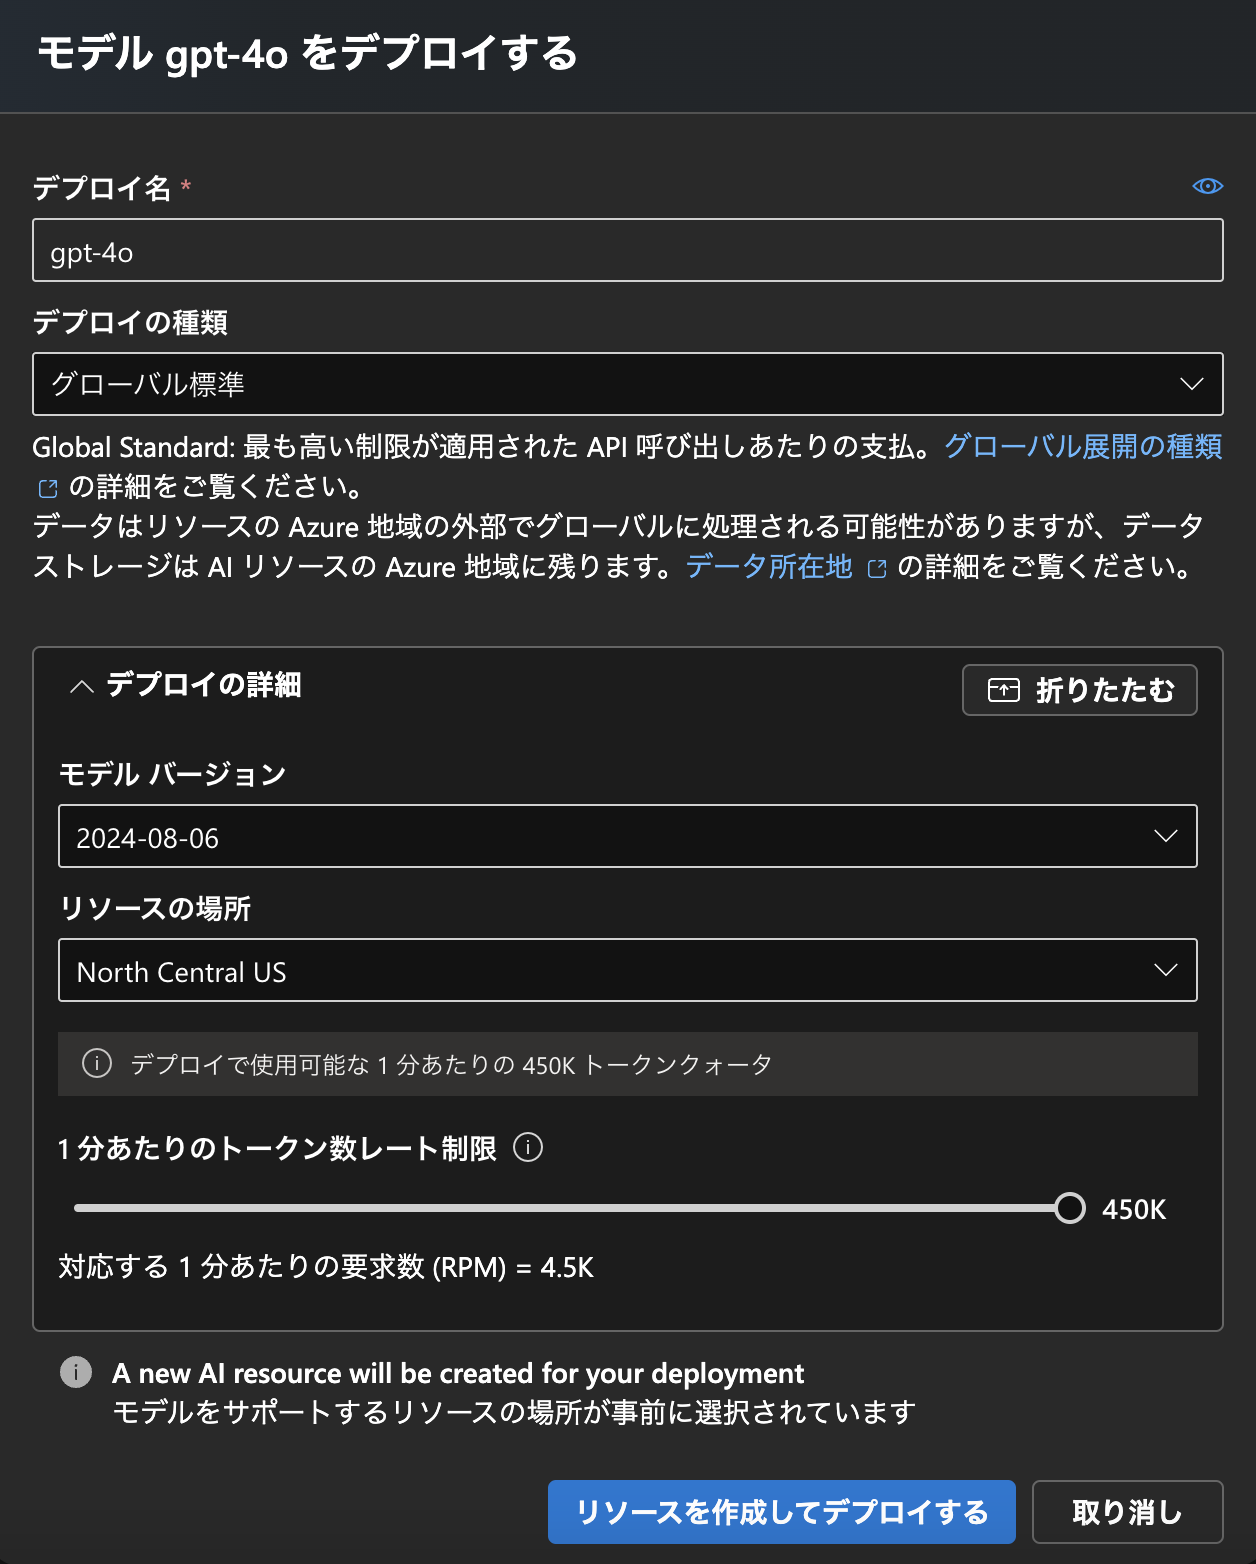 モデル gpt-4o をデプロイする
デプロイ名 *
gpt-4o
デプロイの種類
グローバル標準
Global Standard: 最も高い制限が適用された API 呼び出しあたりの支払。グローバル展開の種類
の詳細をご覧ください。
データはリソースの Azure 地域の外部でグローバルに処理される可能性がありますが、データ
ストレージは AI リソースの Azure 地域に残ります。データ所在地 の詳細をご覧ください。
デプロイの詳細
折りたたむ
モデル バージョン
2024-08-06
リソースの場所
North Central US
デプロイで使用可能な 1 分あたりの 450K トークンクォータ
1 分あたりのトークン数レート制限
450K
対応する 1 分あたりの要求数 (RPM) = 4.5K
A new AI resource will be created for your deployment
モデルをサポートするリソースの場所が事前に選択されています
リソースを作成してデプロイする
取り消し